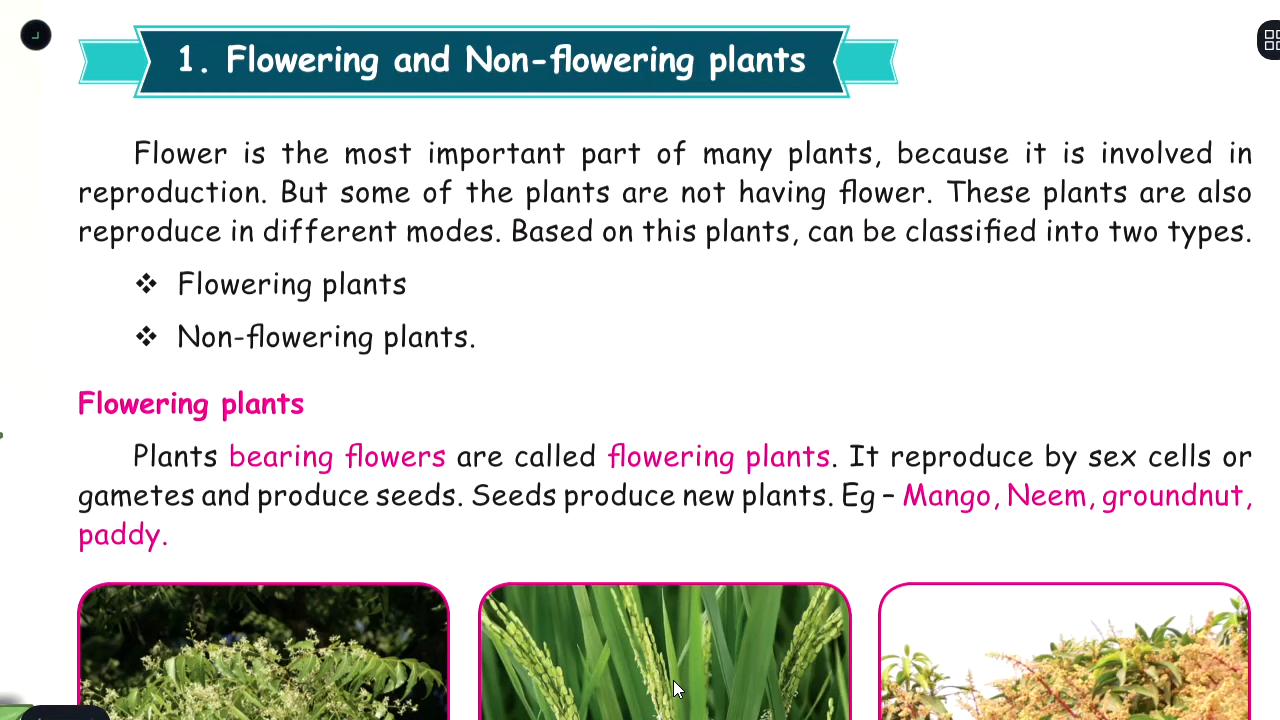 1. Flowering and Non-flowering plants
Flower is the most important part of many plants, because it is involved in
reproduction. But some of the plants are not having flower. These plants are also
reproduce in different modes. Based on this plants, can be classified into two types.
❖ Flowering plants
❖ Non-flowering plants.
Flowering plants
Plants bearing flowers are called flowering plants. It reproduce by sex cells or
gametes and produce seeds. Seeds produce new plants. Eg – Mango, Neem, groundnut,
paddy.